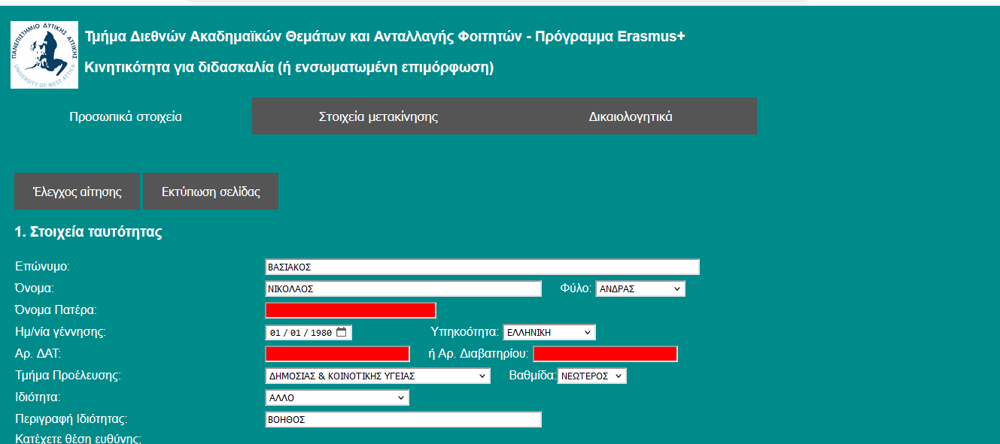 ΠΑΝΕΠΙΣΤΗΜΙΟ ΔΥΤΙΚΗΣ ΑΤΤΙΚΗΣ
UNIVERSITY OF WEST ATTICA
Τμήμα Διεθνών Ακαδημαϊκών Θεμάτων και Ανταλλαγής Φοιτητών - Πρόγραμμα Erasmus+
Κινητικότητα για διδασκαλία (ή ενσωματωμένη επιμόρφωση)
Προσωπικά στοιχεία Στοιχεία μετακίνησης Δικαιολογητικά
Έλεγχος αίτησης Εκτύπωση σελίδας
1. Στοιχεία ταυτότητας
Επώνυμο: ΒΑΣΙΑΚΟΣ
Όνομα: ΝΙΚΟΛΑΟΣ Φύλο: ΑΝΔΡΑΣ
Όνομα Πατέρα:
Ημ/νία γέννησης: 01 / 01 / 1980 Υπηκοότητα: ΕΛΛΗΝΙΚΗ
Αρ. ΔΑΤ: ή Αρ. Διαβατηρίου:
Τμήμα Προέλευσης: ΔΗΜΟΣΙΑΣ & ΚΟΙΝΟΤΙΚΗΣ ΥΓΕΙΑΣ Βαθμίδα: ΝΕΩΤΕΡΟΣ
Ιδιότητα: ΑΛΛΟ
Περιγραφή Ιδιότητας: ΒΟΗΘΟΣ
Κατέχετε θέση ευθύνης;